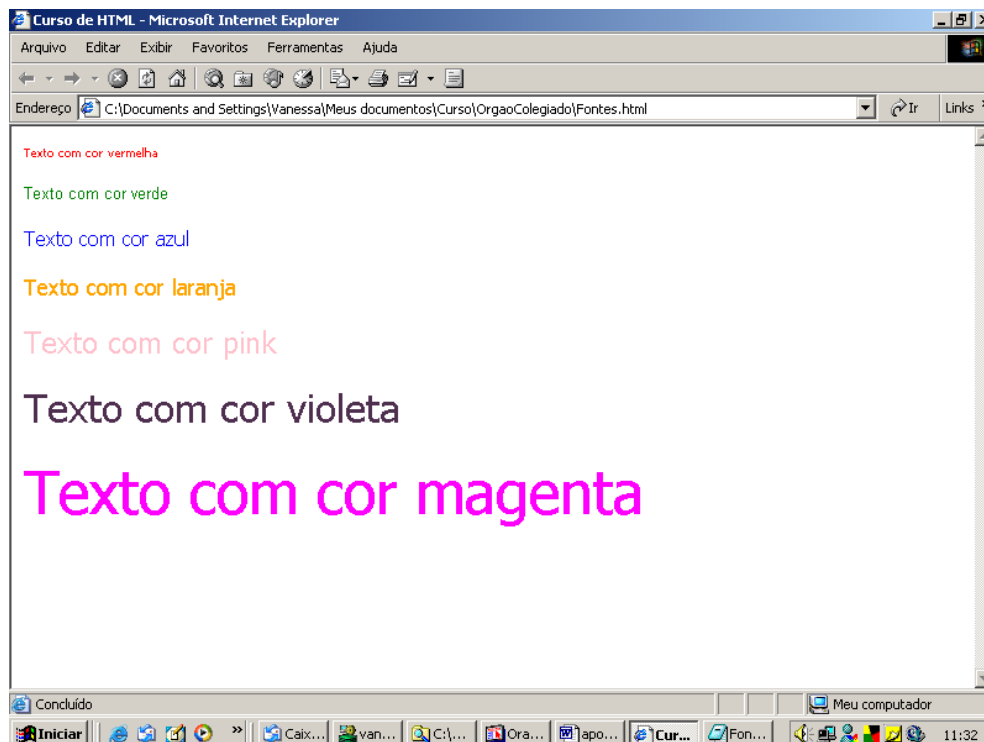 Curso de HTML - Microsoft Internet Explorer
Arquivo Editar Exibir Favoritos Ferramentas Ajuda
Endereço C:\Documents and Settings\Vanessa\Meus documentos\Curso\OrgaoColegiado\Fontes.html Ir Links
Texto com cor vermelha
Texto com cor verde
Texto com cor azul
Texto com cor laranja
Texto com cor pink
Texto com cor violeta
Texto com cor magenta
Concluído Meu computador
Iniciar Caix... van... C:\... Ora... apo... Cur... Fon... 11:32